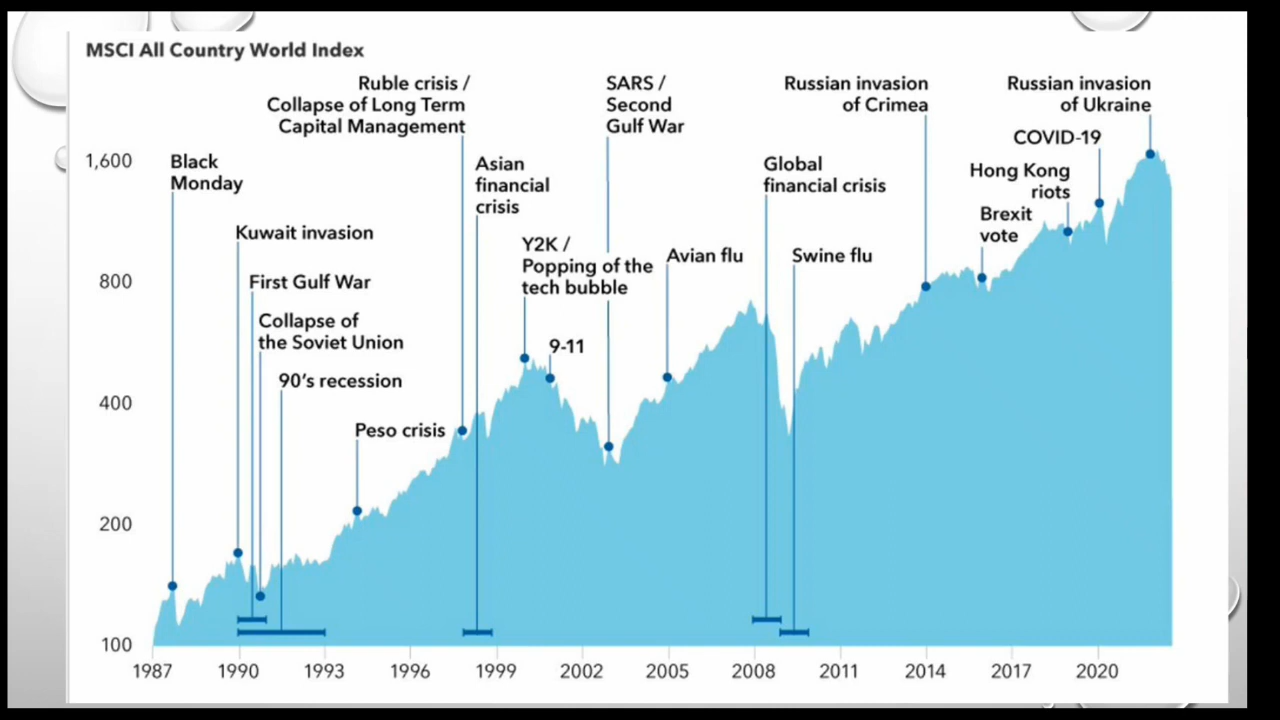 MSCI All Country World Index
Ruble crisis /
Collapse of Long Term
Capital Management
SARS /
Second
Gulf War
Russian invasion
of Crimea
Russian invasion
of Ukraine
COVID-19
1,600
Black
Monday
Asian
financial
crisis
Global
financial crisis
Hong Kong
riots
Brexit
vote
Kuwait invasion
Y2K /
Popping of the
tech bubble
Avian flu
Swine flu
800
First Gulf War
Collapse of
the Soviet Union
9-11
90's recession
400
Peso crisis
200
100
1987 1990 1993 1996 1999 2002 2005 2008 2011 2014 2017 2020